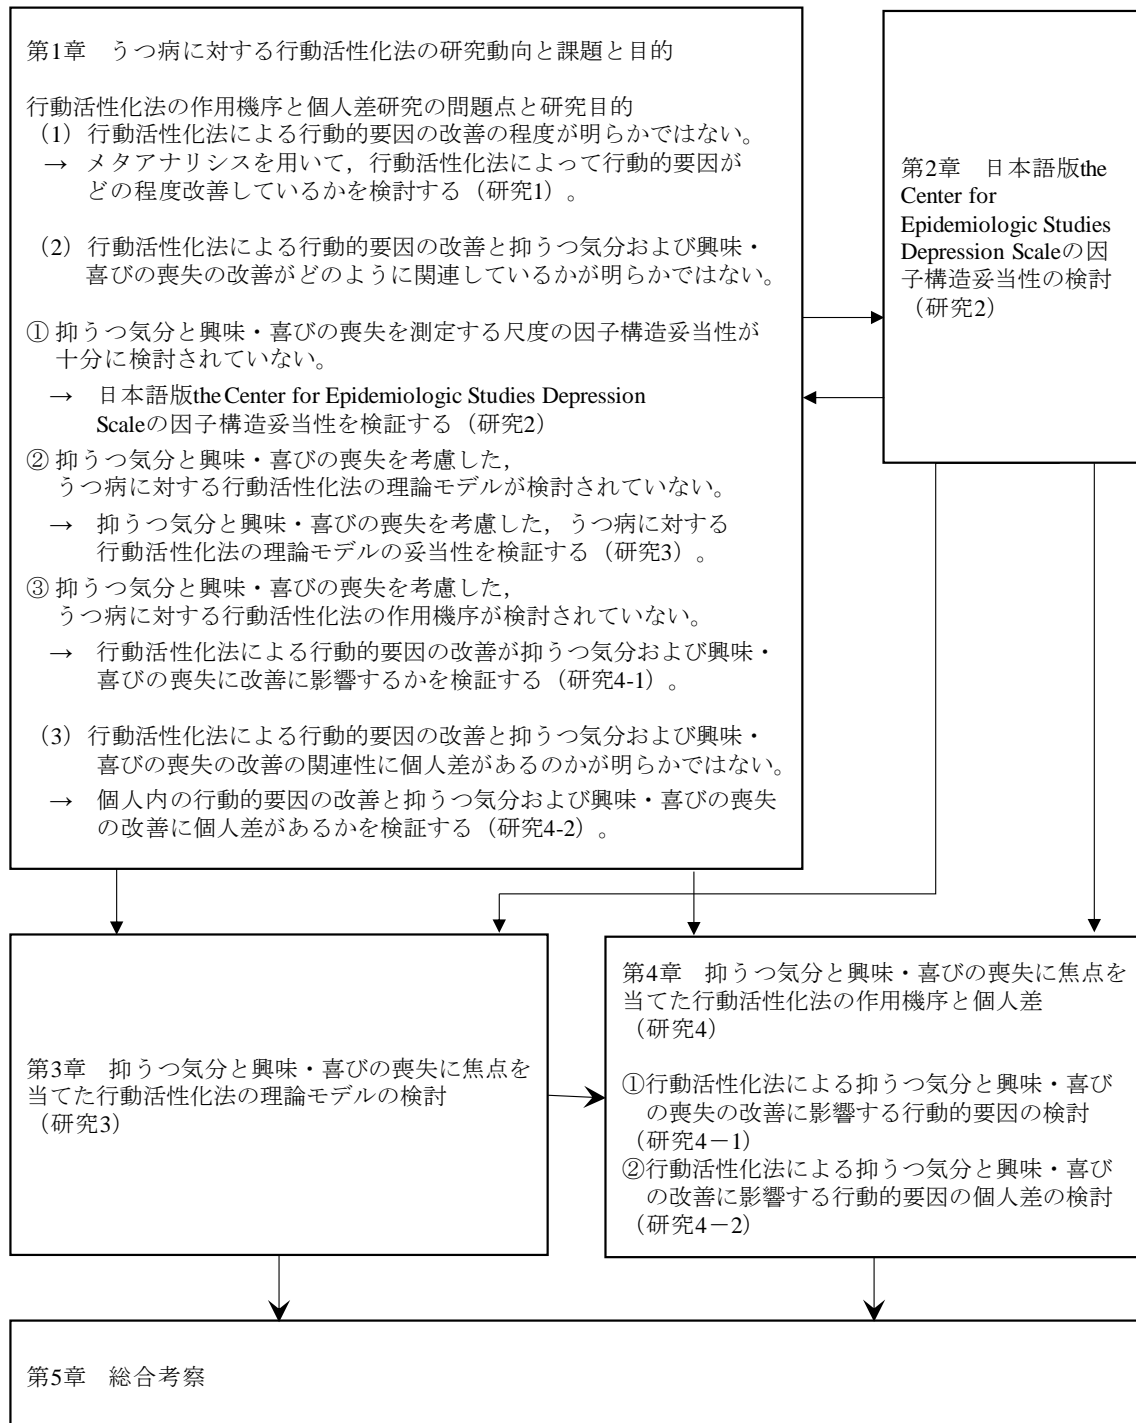 第1章　うつ病に対する行動活性化法の研究動向と課題と目的
行動活性化法の作用機序と個人差研究の問題点と研究目的
（1）行動活性化法による行動的要因の改善の程度が明らかではない。
→　メタアナリシスを用いて，行動活性化法によって行動的要因が
どの程度改善しているかを検討する（研究1）。
（2）行動活性化法による行動的要因の改善と抑うつ気分および興味・
喜びの喪失の改善がどのように関連しているかが明らかではない。
① 抑うつ気分と興味・喜びの喪失を測定する尺度の因子構造妥当性が
十分に検討されていない。
→　日本語版the Center for Epidemiologic Studies Depression
Scaleの因子構造妥当性を検証する（研究2）
② 抑うつ気分と興味・喜びの喪失を考慮した，
うつ病に対する行動活性化法の理論モデルが検討されていない。
→　抑うつ気分と興味・喜びの喪失を考慮した，うつ病に対する
行動活性化法の理論モデルの妥当性を検証する（研究3）。
③ 抑うつ気分と興味・喜びの喪失を考慮した，
うつ病に対する行動活性化法の作用機序が検討されていない。
→　行動活性化法による行動的要因の改善が抑うつ気分および興味・
喜びの喪失に改善に影響するかを検証する（研究4-1）。
（3）行動活性化法による行動的要因の改善と抑うつ気分および興味・
喜びの喪失の改善の関連性に個人差があるのかが明らかではない。
→　個人内の行動的要因の改善と抑うつ気分および興味・喜びの喪失
の改善に個人差があるかを検証する（研究4-2）。
第2章　日本語版the
Center for
Epidemiologic Studies
Depression Scaleの因
子構造妥当性の検討
（研究2）
第3章　抑うつ気分と興味・喜びの喪失に焦点を
当てた行動活性化法の理論モデルの検討
（研究3）
第4章　抑うつ気分と興味・喜びの喪失に焦点を
当てた行動活性化法の作用機序と個人差
（研究4）
①行動活性化法による抑うつ気分と興味・喜び
の喪失の改善に影響する行動的要因の検討
（研究4－1）
②行動活性化法による抑うつ気分と興味・喜び
の改善に影響する行動的要因の個人差の検討
（研究4－2）
第5章　総合考察